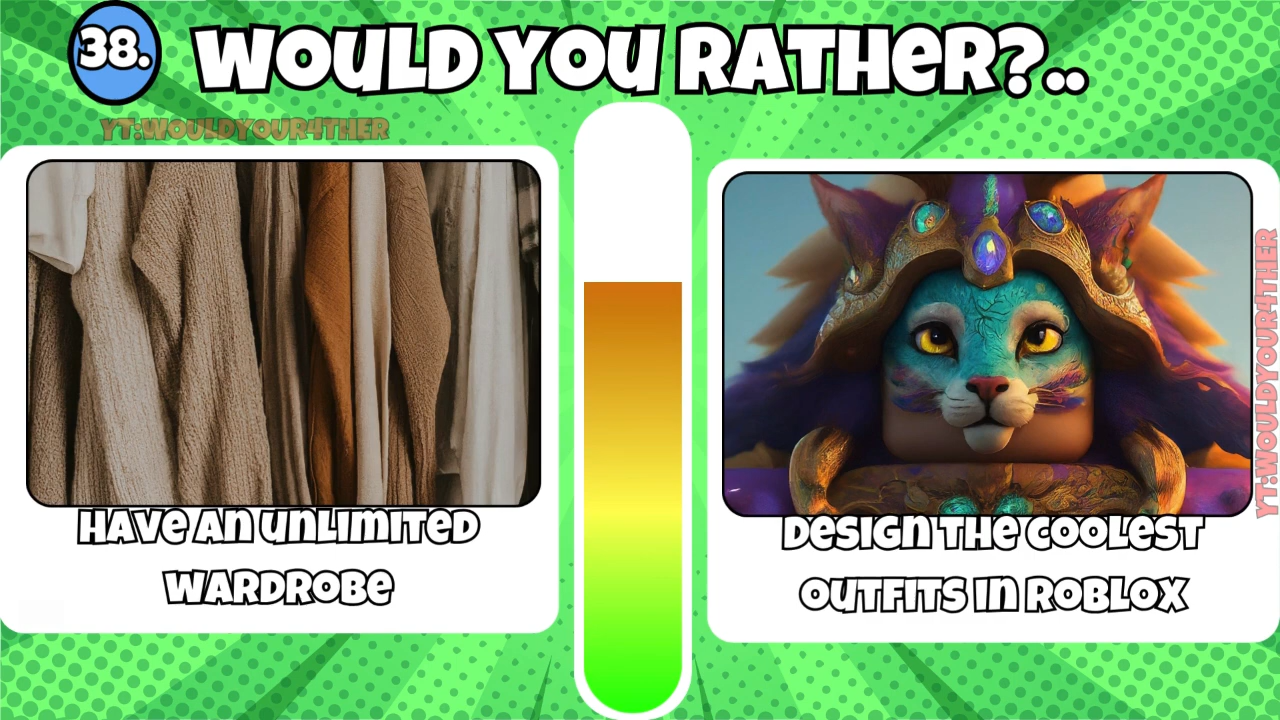 38.
WOULD YOU RATHER?..
YT:WOULDYOUR4THER
HAVE AN UNLIMITED
WARDROBE
DESIGN THE COOLEST
OUTFITS IN ROBLOX
YT:WOULDYOUR4THER